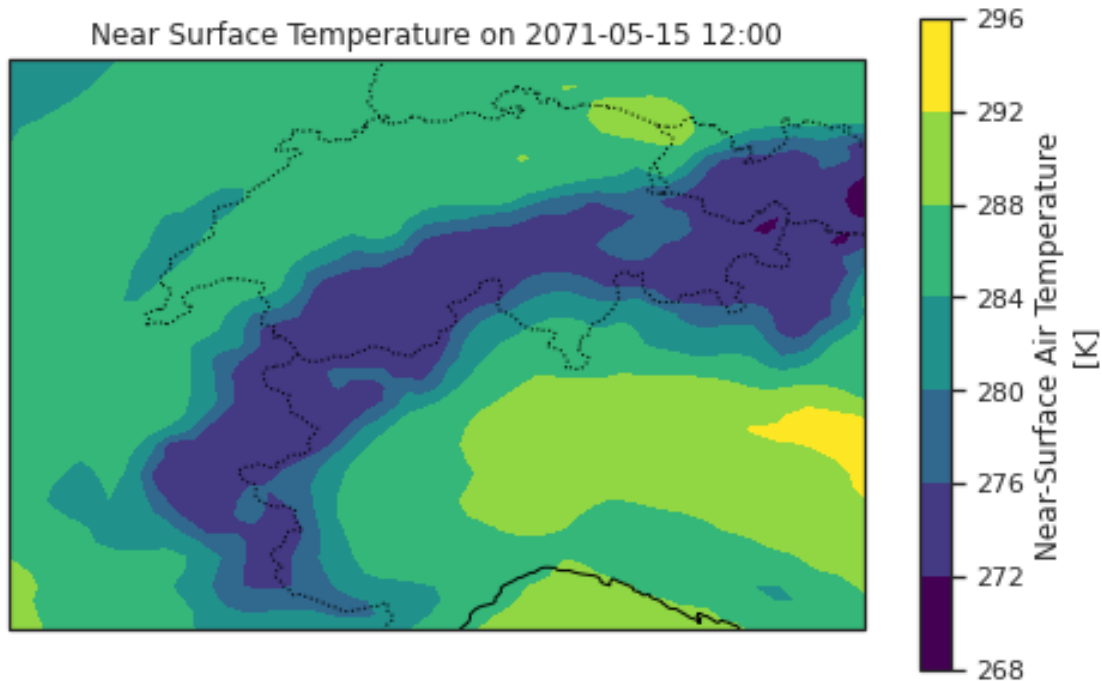 Near Surface Temperature on 2071-05-15 12:00
296
292
288
284
280
276
272
268
Near-Surface Air Temperature
[K]